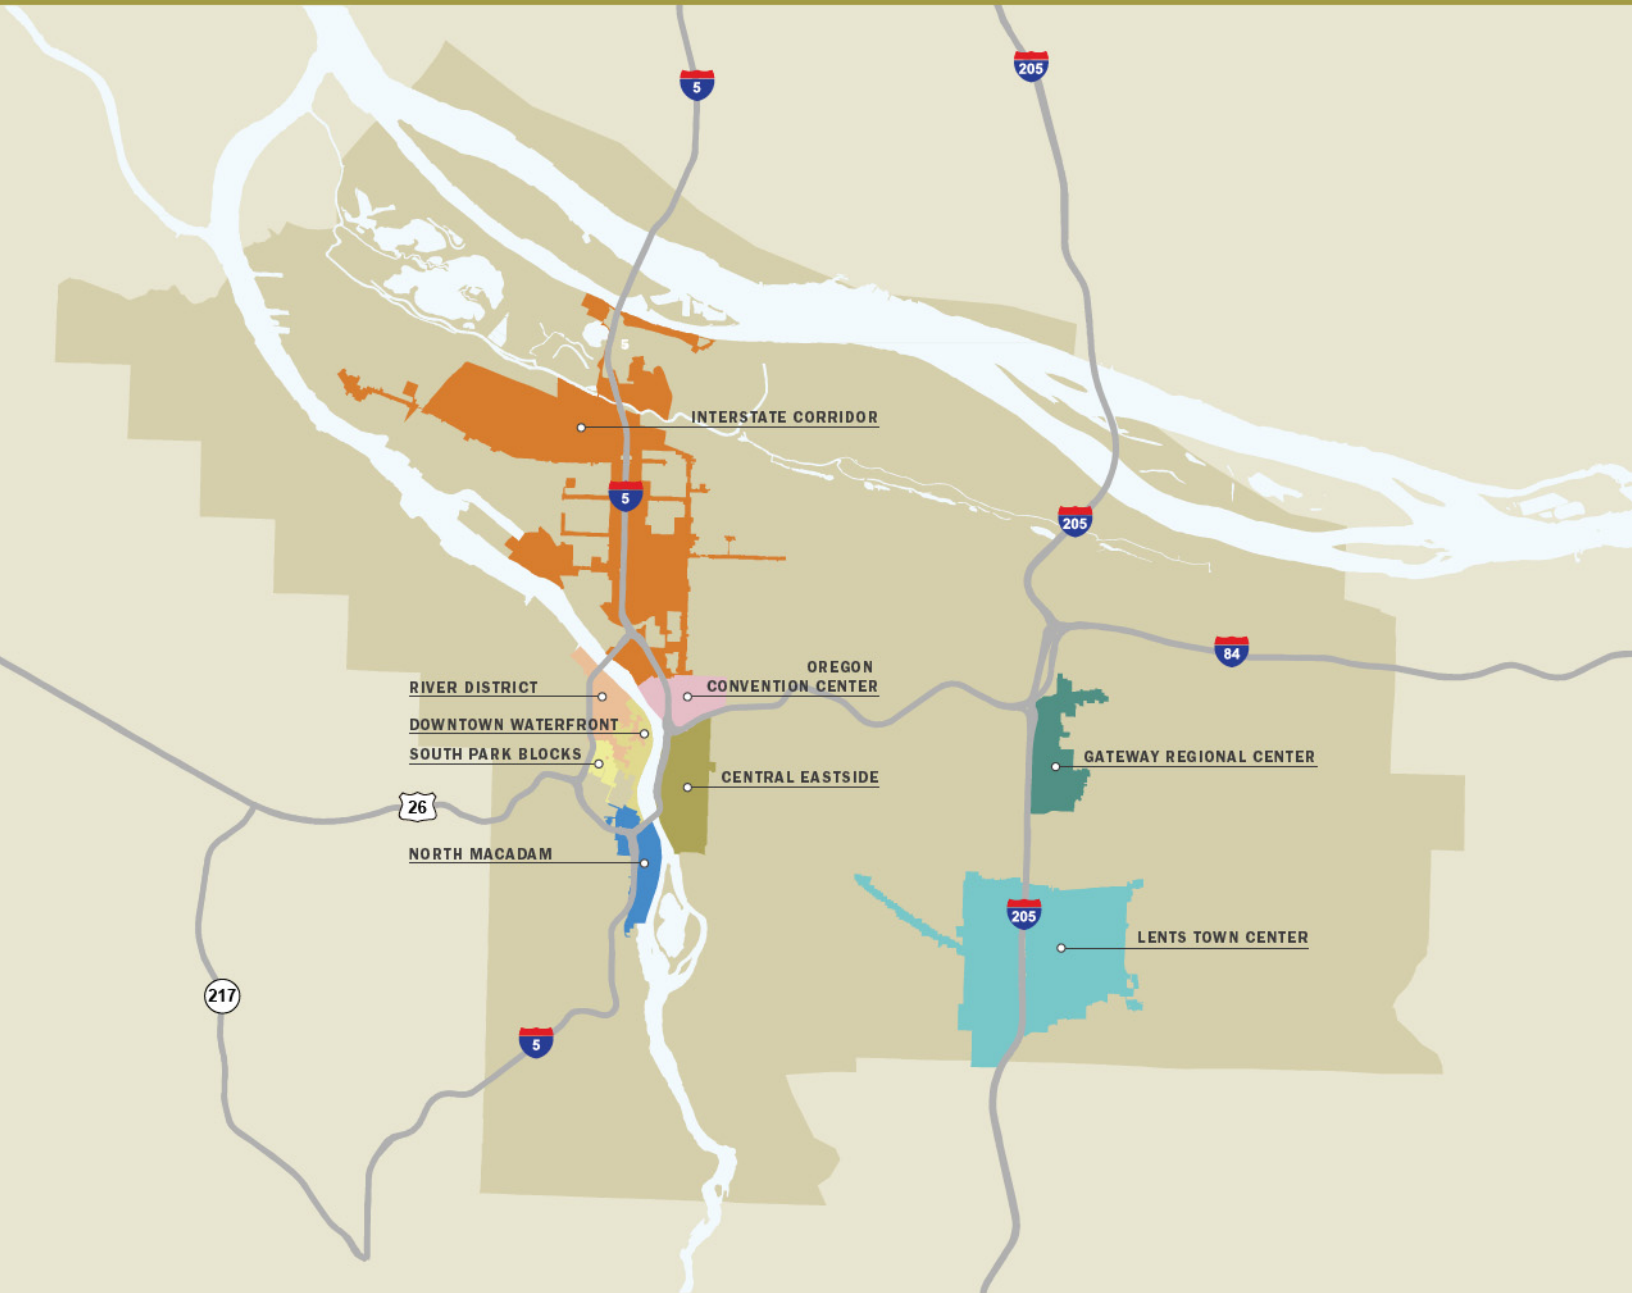 5
205
5
INTERSTATE CORRIDOR
5
205
84
OREGON
CONVENTION CENTER
RIVER DISTRICT
DOWNTOWN WATERFRONT
SOUTH PARK BLOCKS
GATEWAY REGIONAL CENTER
CENTRAL EASTSIDE
26
NORTH MACADAM
205
LENTS TOWN CENTER
217
5